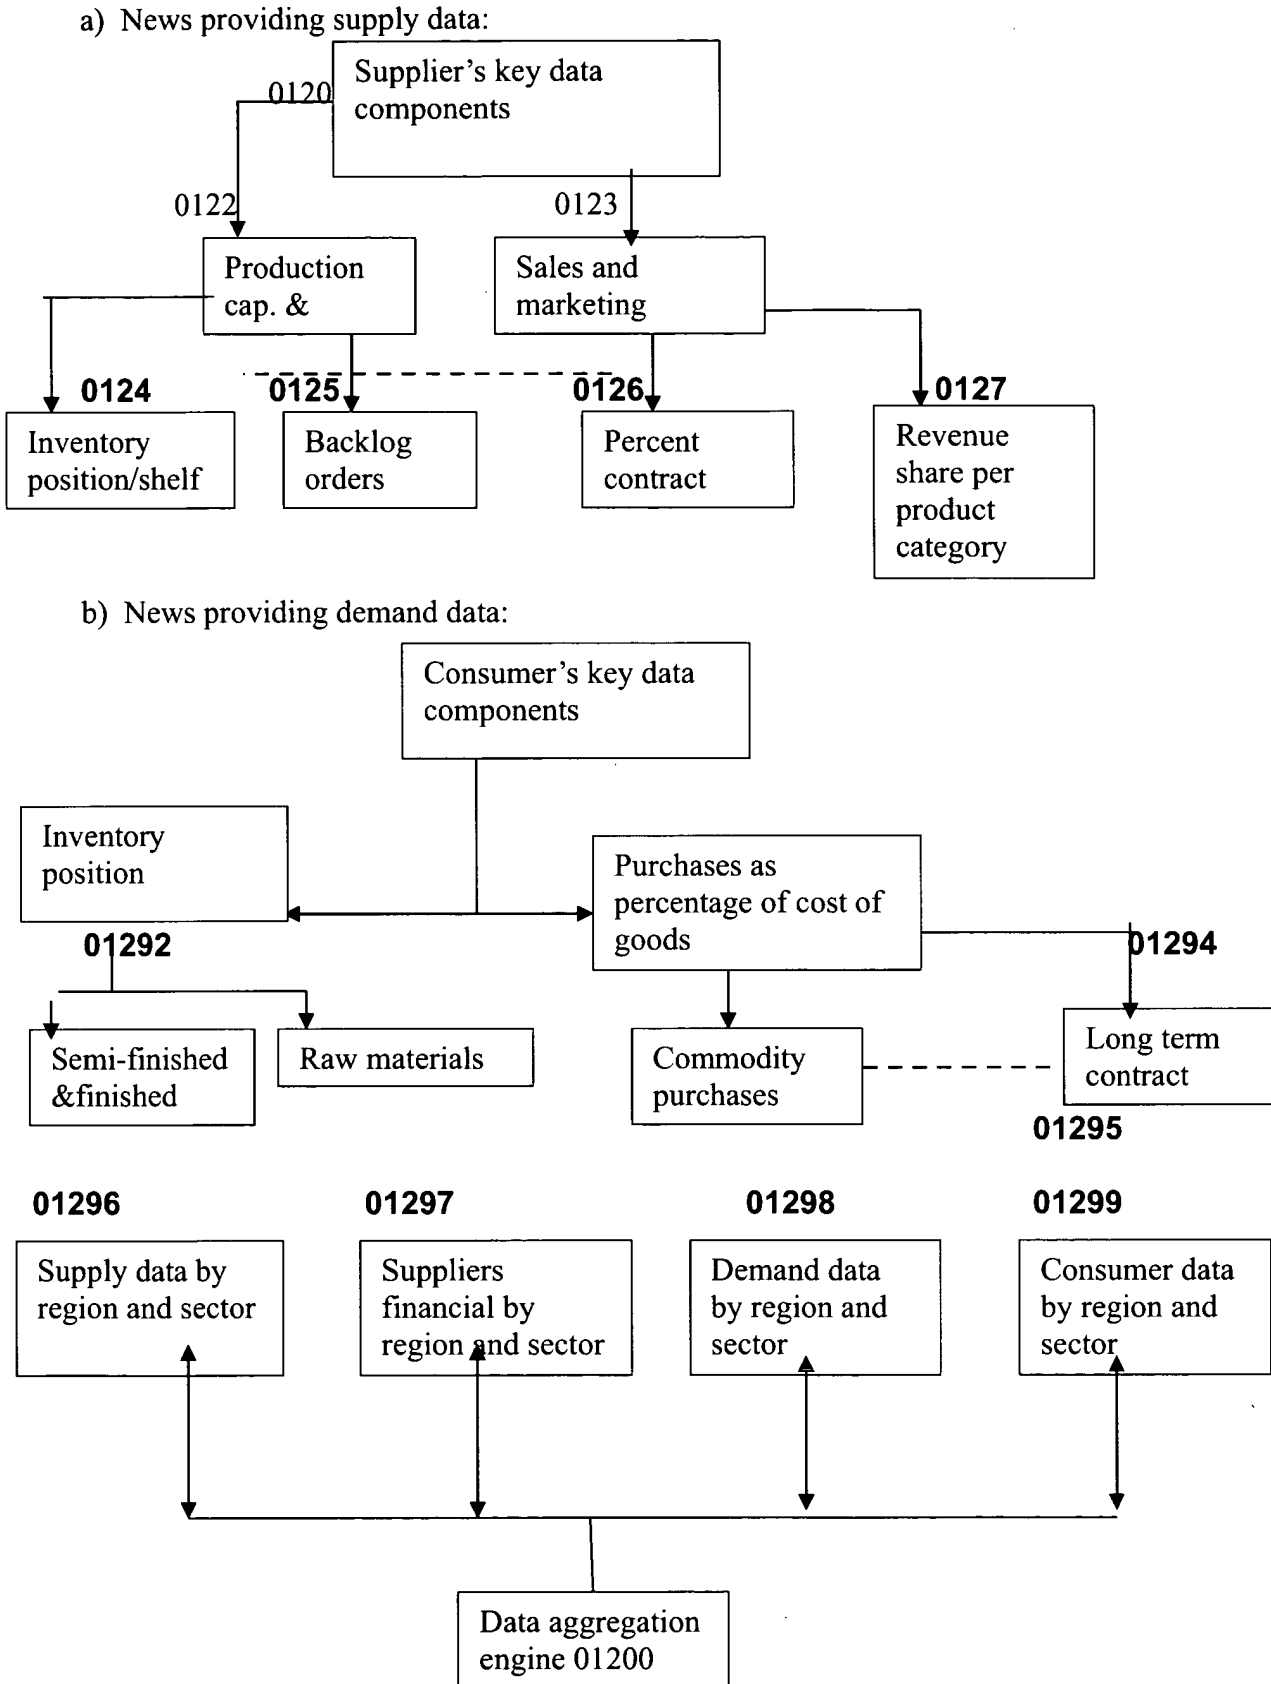 a) News providing supply data:
Supplier's key data
components
0120
0122
0123
Production
cap. &
Sales and
marketing
0124
0125
0126
0127
Inventory
position/shelf
Backlog
orders
Percent
contract
Revenue
share per
product
category
b) News providing demand data:
Consumer's key data
components
Inventory
position
Purchases as
percentage of cost of
goods
01292
01294
Semi-finished
&finished
Raw materials
Commodity
purchases
Long term
contract
01295
01296
01297
01298
01299
Supply data by
region and sector
Suppliers
financial by
region and sector
Demand data
by region and
sector
Consumer data
by region and
sector
Data aggregation
engine 01200